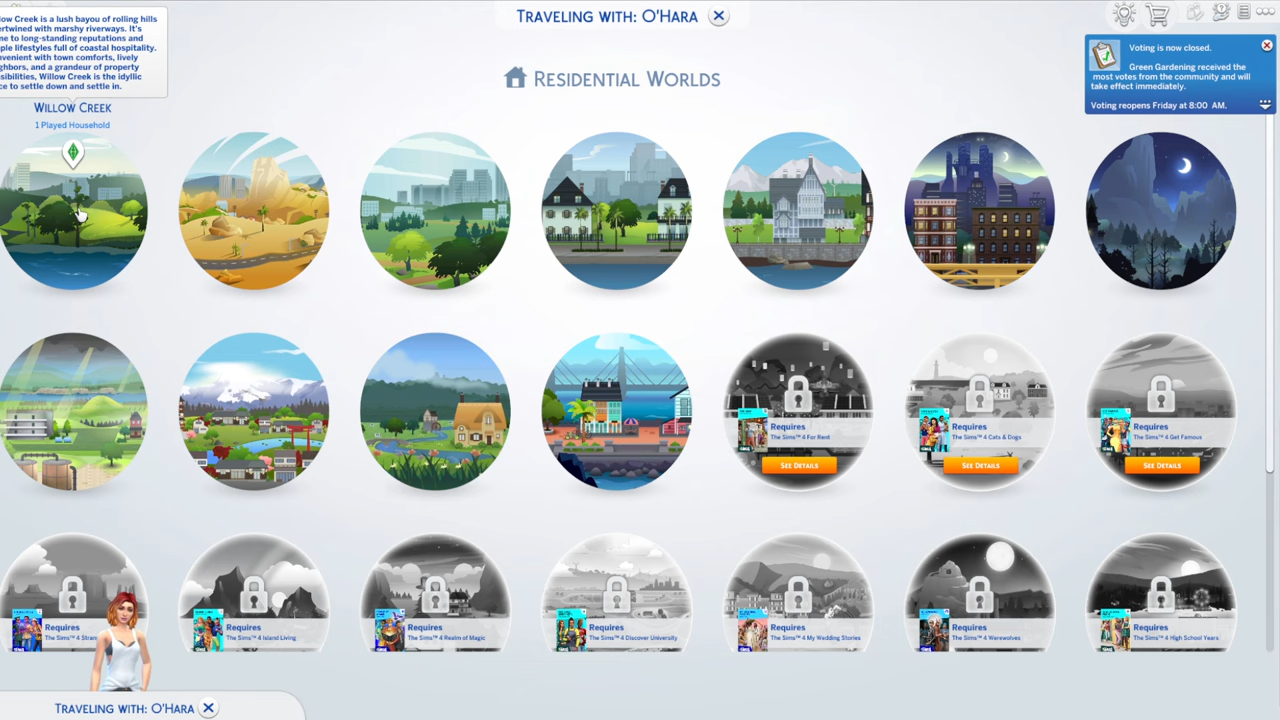 TRAVELING WITH: O'HARA
RESIDENTIAL WORLDS
low Creek is a lush bayou of rolling hills
ertwined with marshy riverways. It's
me to long-standing reputations and
ple lifestyles full of coastal hospitality.
nvenient with town comforts, lively
ghbors, and a grandeur of property
sibilities, Willow Creek is the idyllic
ce to settle down and settle in.
WILLOW CREEK
1 Played Household
Voting is now closed.
Green Gardening received the
most votes from the community and will
take effect immediately.
Voting reopens Friday at 8:00 AM.
Requires
The Sims™ 4 For Rent
SEE DETAILS
Requires
The Sims™ 4 Cats & Dogs
SEE DETAILS
Requires
The Sims™ 4 Get Famous
SEE DETAILS
Requires
The Sims™ 4 Stran
Requires
The Sims™ 4 Island Living
Requires
The Sims™ 4 Realm of Magic
Requires
The Sims™ 4 Discover University
Requires
The Sims™ 4 My Wedding Stories
Requires
The Sims™ 4 Werewolves
Requires
The Sims™ 4 High School Years
TRAVELING WITH: O'HARA